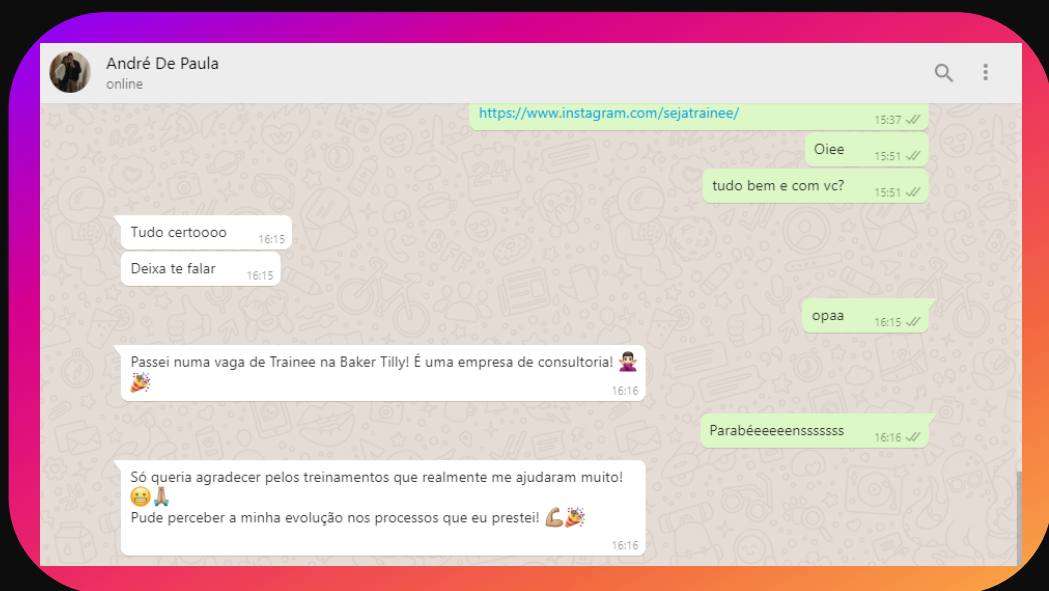 André De Paula
online
https://www.instagram.com/sejatrainee/
15:37
Oiee
15:51
tudo bem e com vc?
15:51
Tudo certoooo
16:15
Deixa te falar
16:15
opaa
16:15
Passei numa vaga de Trainee na Baker Tilly! É uma empresa de consultoria! 🙅🏻‍♂️
🎉
16:16
Parabéeeeeenssssssss
16:16
Só queria agradecer pelos treinamentos que realmente me ajudaram muito!
😬🙏🏼
Pude perceber a minha evolução nos processos que eu prestei! 💪🏼🎉
16:16